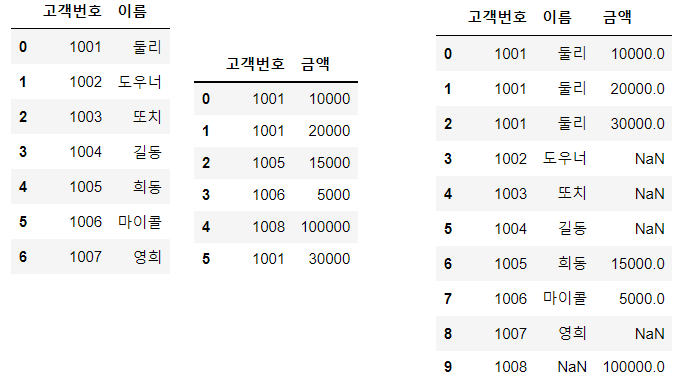 고객번호 이름
0 1001 둘리
1 1002 도우너
2 1003 또치
3 1004 길동
4 1005 희동
5 1006 마이콜
6 1007 영희
고객번호 금액
0 1001 10000
1 1001 20000
2 1005 15000
3 1006 5000
4 1008 100000
5 1001 30000
고객번호 이름 금액
0 1001 둘리 10000.0
1 1001 둘리 20000.0
2 1001 둘리 30000.0
3 1002 도우너 NaN
4 1003 또치 NaN
5 1004 길동 NaN
6 1005 희동 15000.0
7 1006 마이콜 5000.0
8 1007 영희 NaN
9 1008 NaN 100000.0